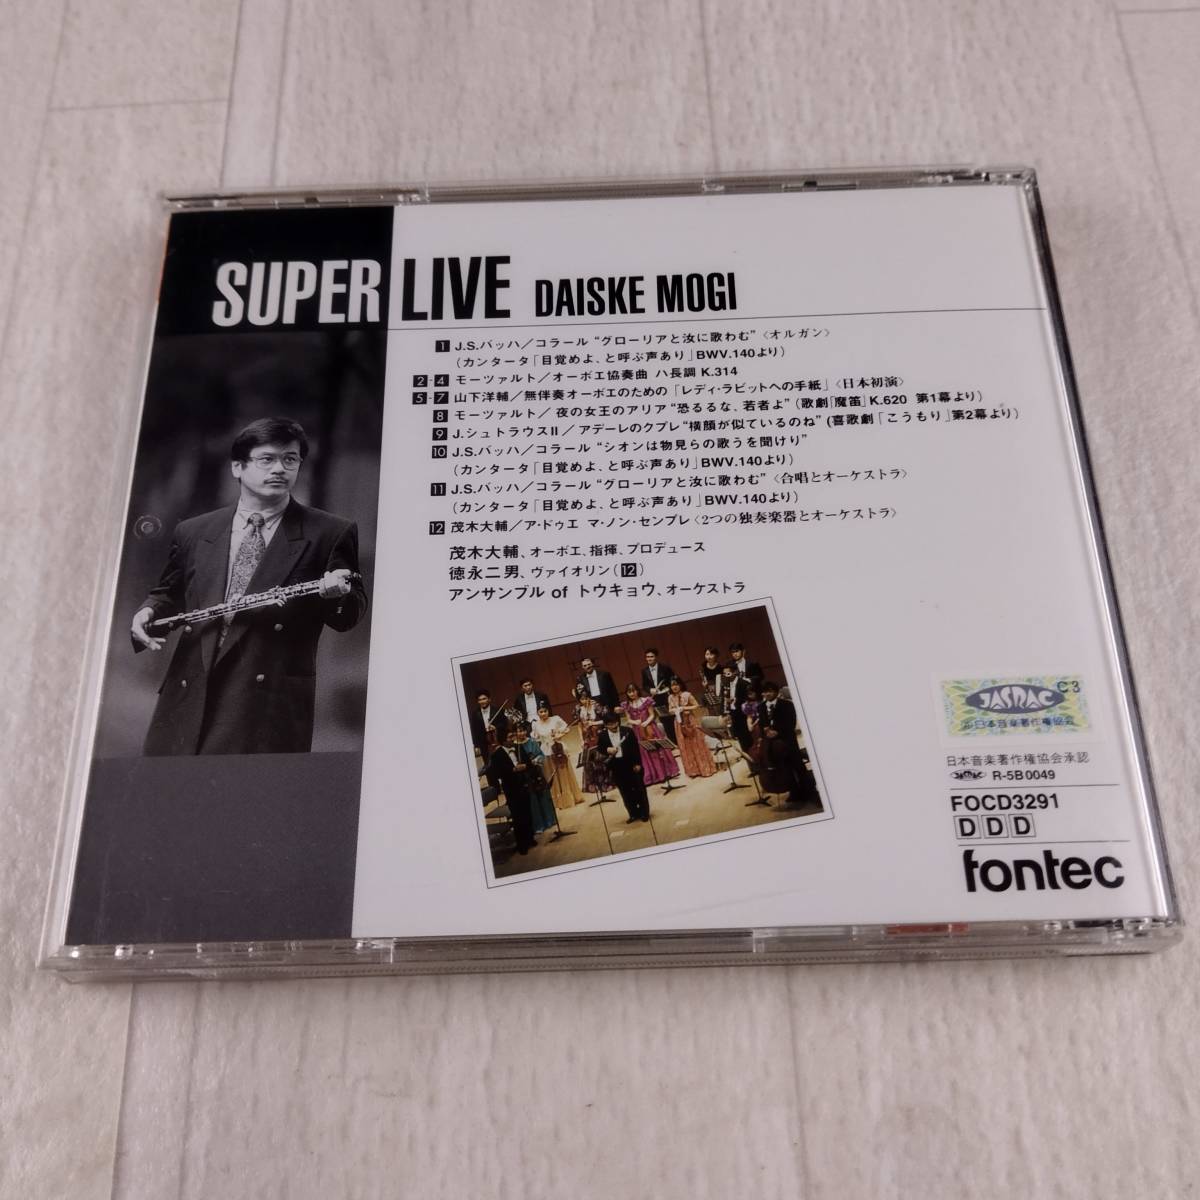 SUPER LIVE DAISKE MOGI
1 J.S.バッハ／コラール“グローリアと汝に歌わむ”〈オルガン〉
(カンタータ「目覚めよ、と呼ぶ声あり」BWV.140より)
2-4 モーツァルト／オーボエ協奏曲 ハ長調 K.314
5-7 山下洋輔／無伴奏オーボエのための「レディ・ラビットへの手紙」〈日本初演〉
8 モーツァルト／夜の女王のアリア“恐るるな、若者よ”(歌劇「魔笛」K.620 第1幕より)
9 J.シュトラウスII／アデーレのクプレ“横顔が似ているのね”(喜歌劇「こうもり」第2幕より)
10 J.S.バッハ／コラール“シオンは物見らの歌うを聞けり”
(カンタータ「目覚めよ、と呼ぶ声あり」BWV.140より)
11 J.S.バッハ／コラール“グローリアと汝に歌わむ”〈合唱とオーケストラ〉
(カンタータ「目覚めよ、と呼ぶ声あり」BWV.140より)
12 茂木大輔／ア・ドゥエ マ・ノン・センプレ〈2つの独奏楽器とオーケストラ〉
茂木大輔、オーボエ、指揮、プロデュース
徳永二男、ヴァイオリン(12)
アンサンブル of トウキョウ、オーケストラ
JASRAC C3
日本音楽著作権協会
日本音楽著作権協会承認
JASRAC R-5B0049
FOCD3291
DDD
fontec